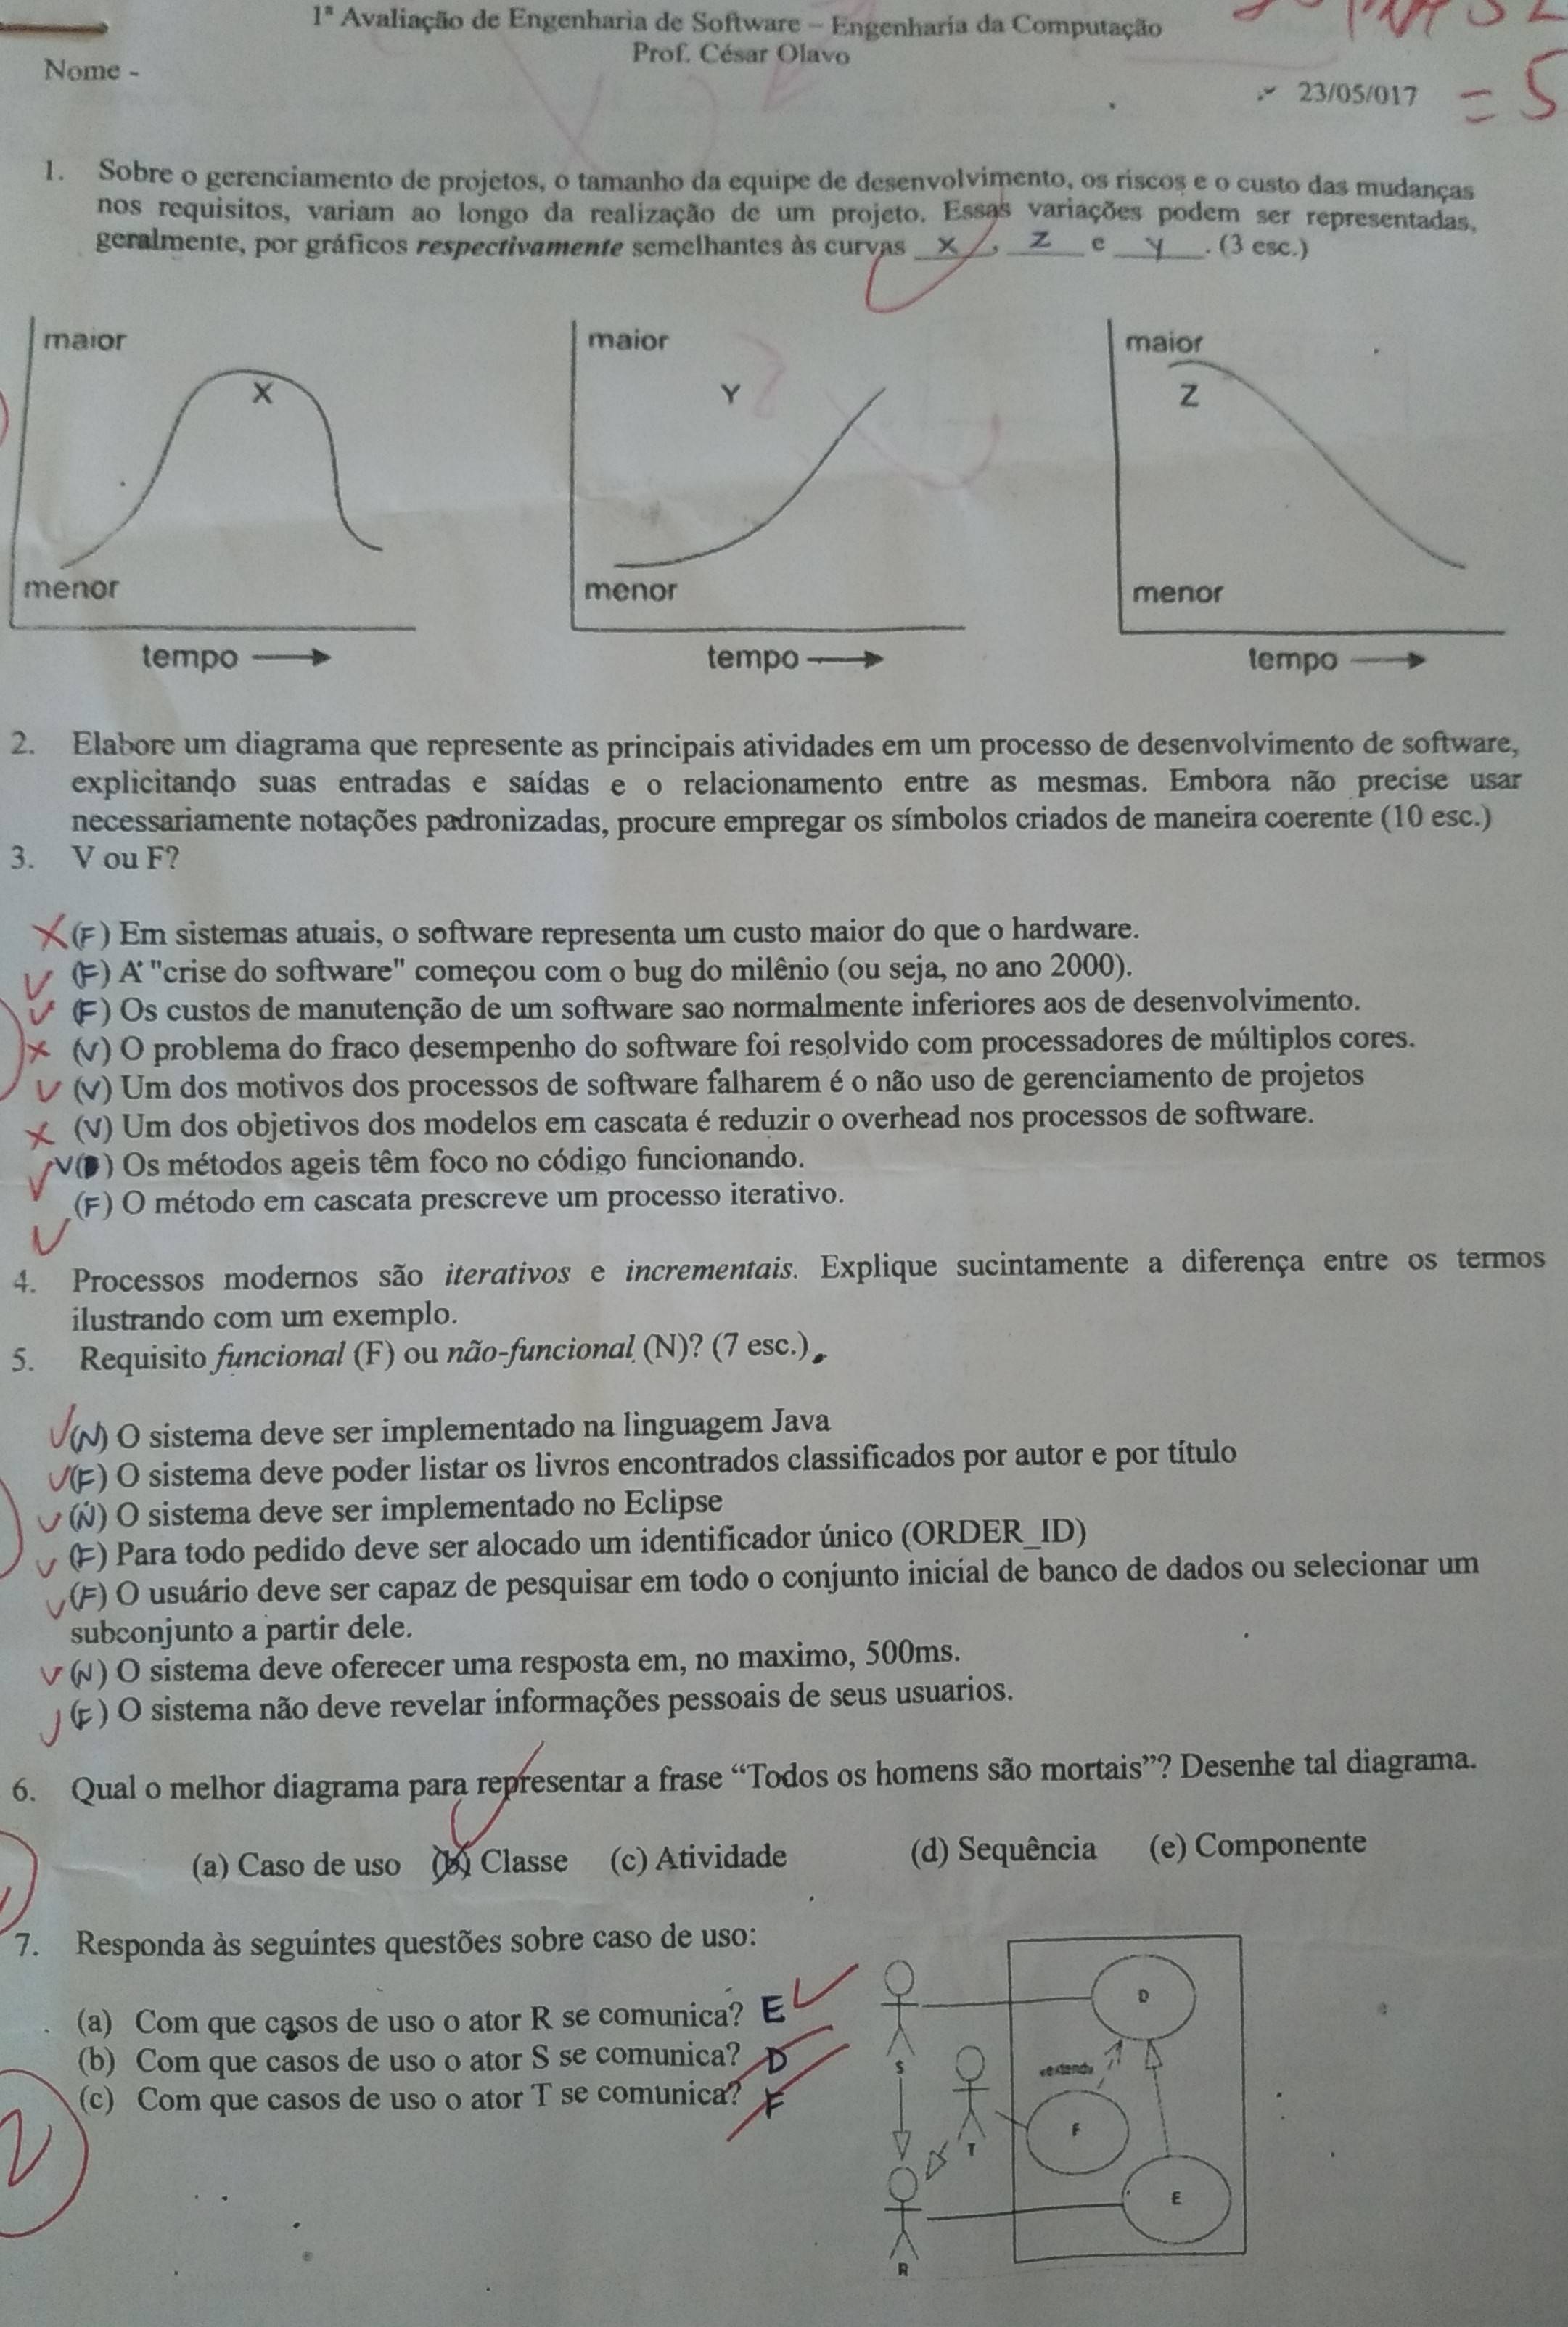 1ª Avaliação de Engenharia de Software – Engenharia da Computação
Prof. César Olavo
Nome -
23/05/017
= 5
1. Sobre o gerenciamento de projetos, o tamanho da equipe de desenvolvimento, os riscos e o custo das mudanças
nos requisitos, variam ao longo da realização de um projeto. Essas variações podem ser representadas,
geralmente, por gráficos respectivamente semelhantes às curvas X, Z e Y. (3 esc.)
maior
X
menor
tempo
maior
Y
menor
tempo
maior
Z
menor
tempo
2. Elabore um diagrama que represente as principais atividades em um processo de desenvolvimento de software,
explicitando suas entradas e saídas e o relacionamento entre as mesmas. Embora não precise usar
necessariamente notações padronizadas, procure empregar os símbolos criados de maneira coerente (10 esc.)
3. V ou F?
(F) Em sistemas atuais, o software representa um custo maior do que o hardware.
(F) A "crise do software" começou com o bug do milênio (ou seja, no ano 2000).
(F) Os custos de manutenção de um software sao normalmente inferiores aos de desenvolvimento.
(V) O problema do fraco desempenho do software foi resolvido com processadores de múltiplos cores.
(V) Um dos motivos dos processos de software falharem é o não uso de gerenciamento de projetos
(V) Um dos objetivos dos modelos em cascata é reduzir o overhead nos processos de software.
V( ) Os métodos ageis têm foco no código funcionando.
(F) O método em cascata prescreve um processo iterativo.
4. Processos modernos são iterativos e incrementais. Explique sucintamente a diferença entre os termos
ilustrando com um exemplo.
5. Requisito funcional (F) ou não-funcional (N)? (7 esc.)
(N) O sistema deve ser implementado na linguagem Java
(F) O sistema deve poder listar os livros encontrados classificados por autor e por título
(N) O sistema deve ser implementado no Eclipse
(F) Para todo pedido deve ser alocado um identificador único (ORDER_ID)
(F) O usuário deve ser capaz de pesquisar em todo o conjunto inicial de banco de dados ou selecionar um
subconjunto a partir dele.
(N) O sistema deve oferecer uma resposta em, no maximo, 500ms.
(F) O sistema não deve revelar informações pessoais de seus usuarios.
6. Qual o melhor diagrama para representar a frase “Todos os homens são mortais”? Desenhe tal diagrama.
(a) Caso de uso (b) Classe (c) Atividade (d) Sequência (e) Componente
7. Responda às seguintes questões sobre caso de uso:
(a) Com que casos de uso o ator R se comunica? E
(b) Com que casos de uso o ator S se comunica? D
(c) Com que casos de uso o ator T se comunica? F
2
D
S
T
F
E
R